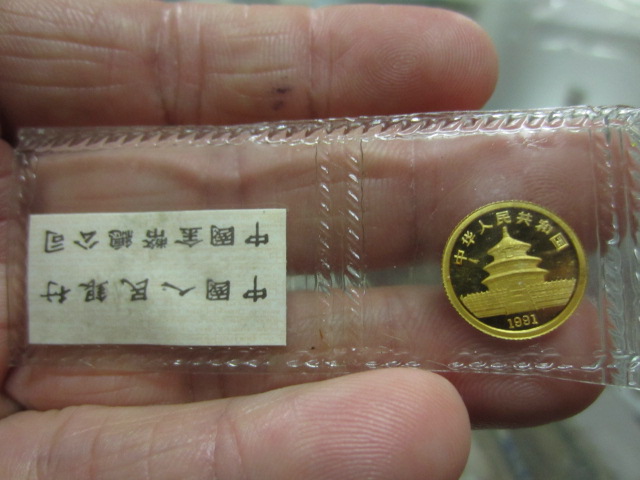 中國人民銀行
中國金幣總公司
中华人民共和国
1991